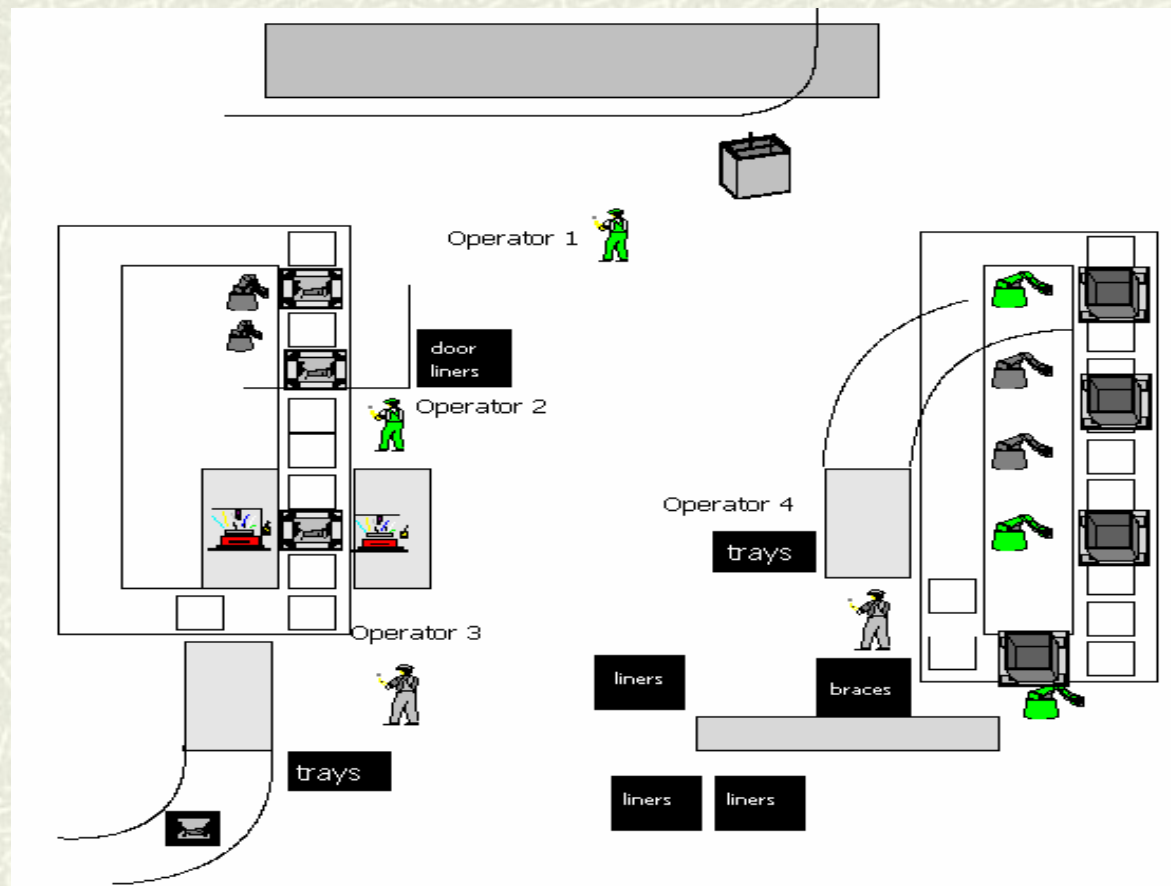 Operator 1
door
liners
Operator 2
Operator 4
trays
Operator 3
liners
braces
trays
liners
liners